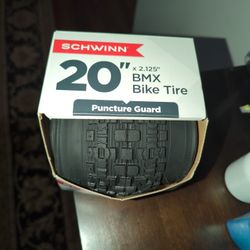 SCHWINN
20" x 2.125"
BMX
Bike Tire
Puncture Guard